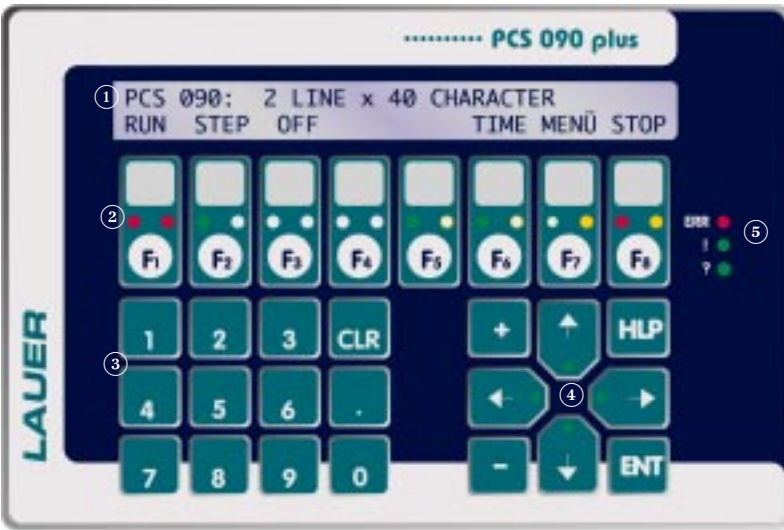 ·········· PCS 090 plus
① PCS 090: 2 LINE x 40 CHARACTER
RUN STEP OFF TIME MENÜ STOP
②
F1 F2 F3 F4 F5 F6 F7 F8
ERR
⑤
!
?
LAUER
1 2 3 CLR + HLP
③
4 5 6 . ④
7 8 9 0 - ENT